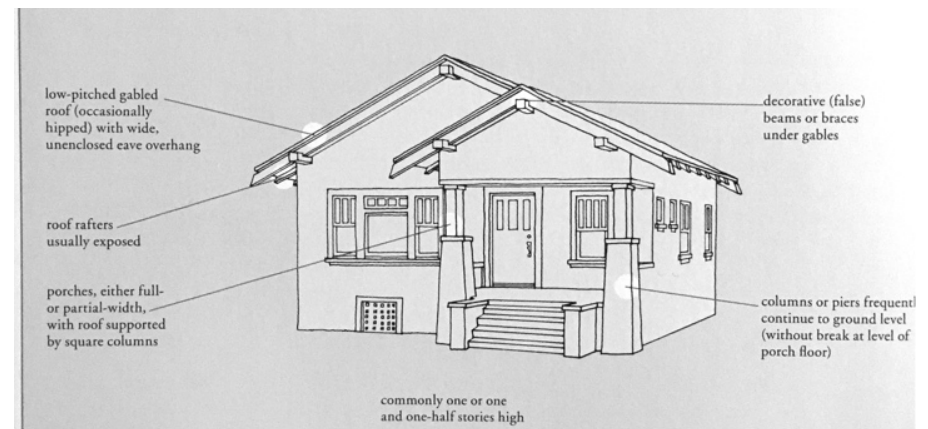 low-pitched gabled
roof (occasionally
hipped) with wide,
unenclosed eave overhang
decorative (false)
beams or braces
under gables
roof rafters
usually exposed
porches, either full-
or partial-width,
with roof supported
by square columns
columns or piers frequentl
continue to ground level
(without break at level of
porch floor)
commonly one or one
and one-half stories high